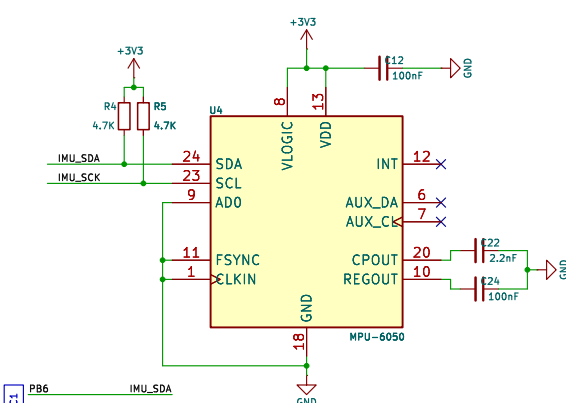 +3V3
+3V3
C12
100nF
GND
R4
R5
4.7K
4.7K
U4
8
13
VLOGIC
VDD
IMU_SDA
24
SDA
INT
12
IMU_SCK
23
SCL
9
AD0
AUX_DA
6
AUX_CL
7
11
FSYNC
CPOUT
20
C22
2.2nF
GND
1
CLKIN
REGOUT
10
C24
100nF
GND
18
MPU-6050
PB6
IMU_SDA
GND